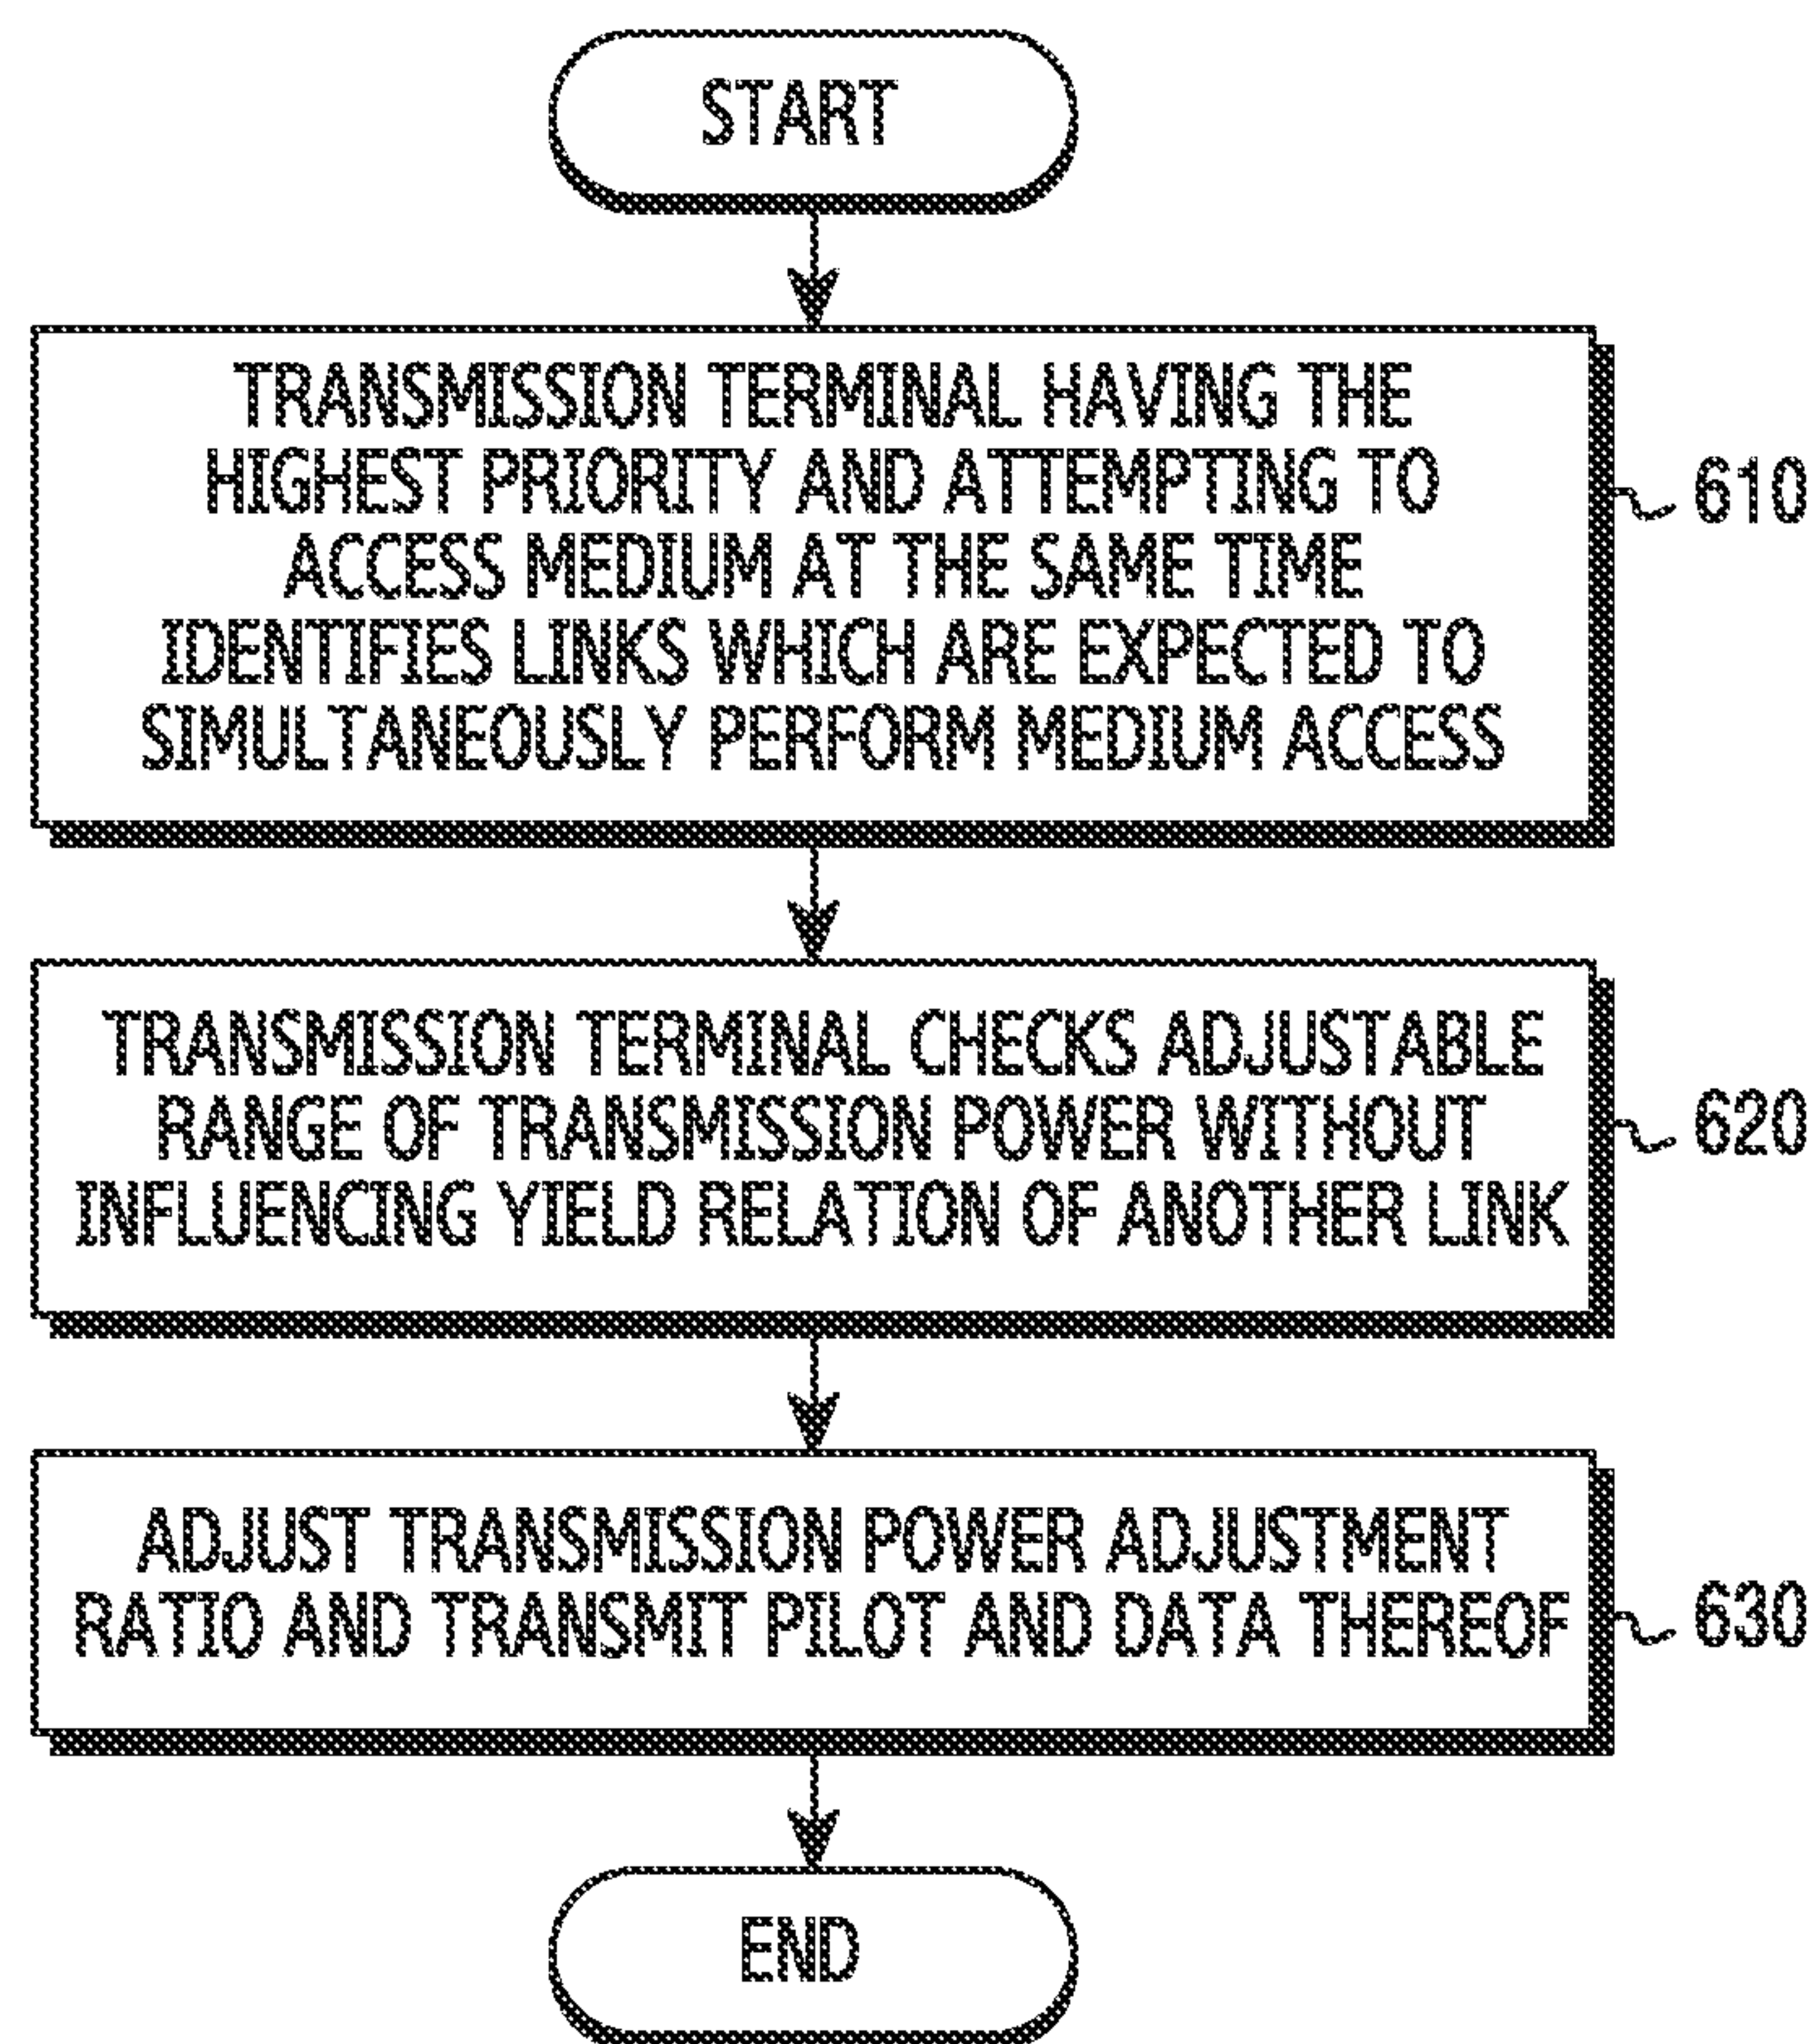 START
TRANSMISSION TERMINAL HAVING THE
HIGHEST PRIORITY AND ATTEMPTING TO
ACCESS MEDIUM AT THE SAME TIME
IDENTIFIES LINKS WHICH ARE EXPECTED TO
SIMULTANEOUSLY PERFORM MEDIUM ACCESS
610
TRANSMISSION TERMINAL CHECKS ADJUSTABLE
RANGE OF TRANSMISSION POWER WITHOUT
INFLUENCING YIELD RELATION OF ANOTHER LINK
620
ADJUST TRANSMISSION POWER ADJUSTMENT
RATIO AND TRANSMIT PILOT AND DATA THEREOF
630
END